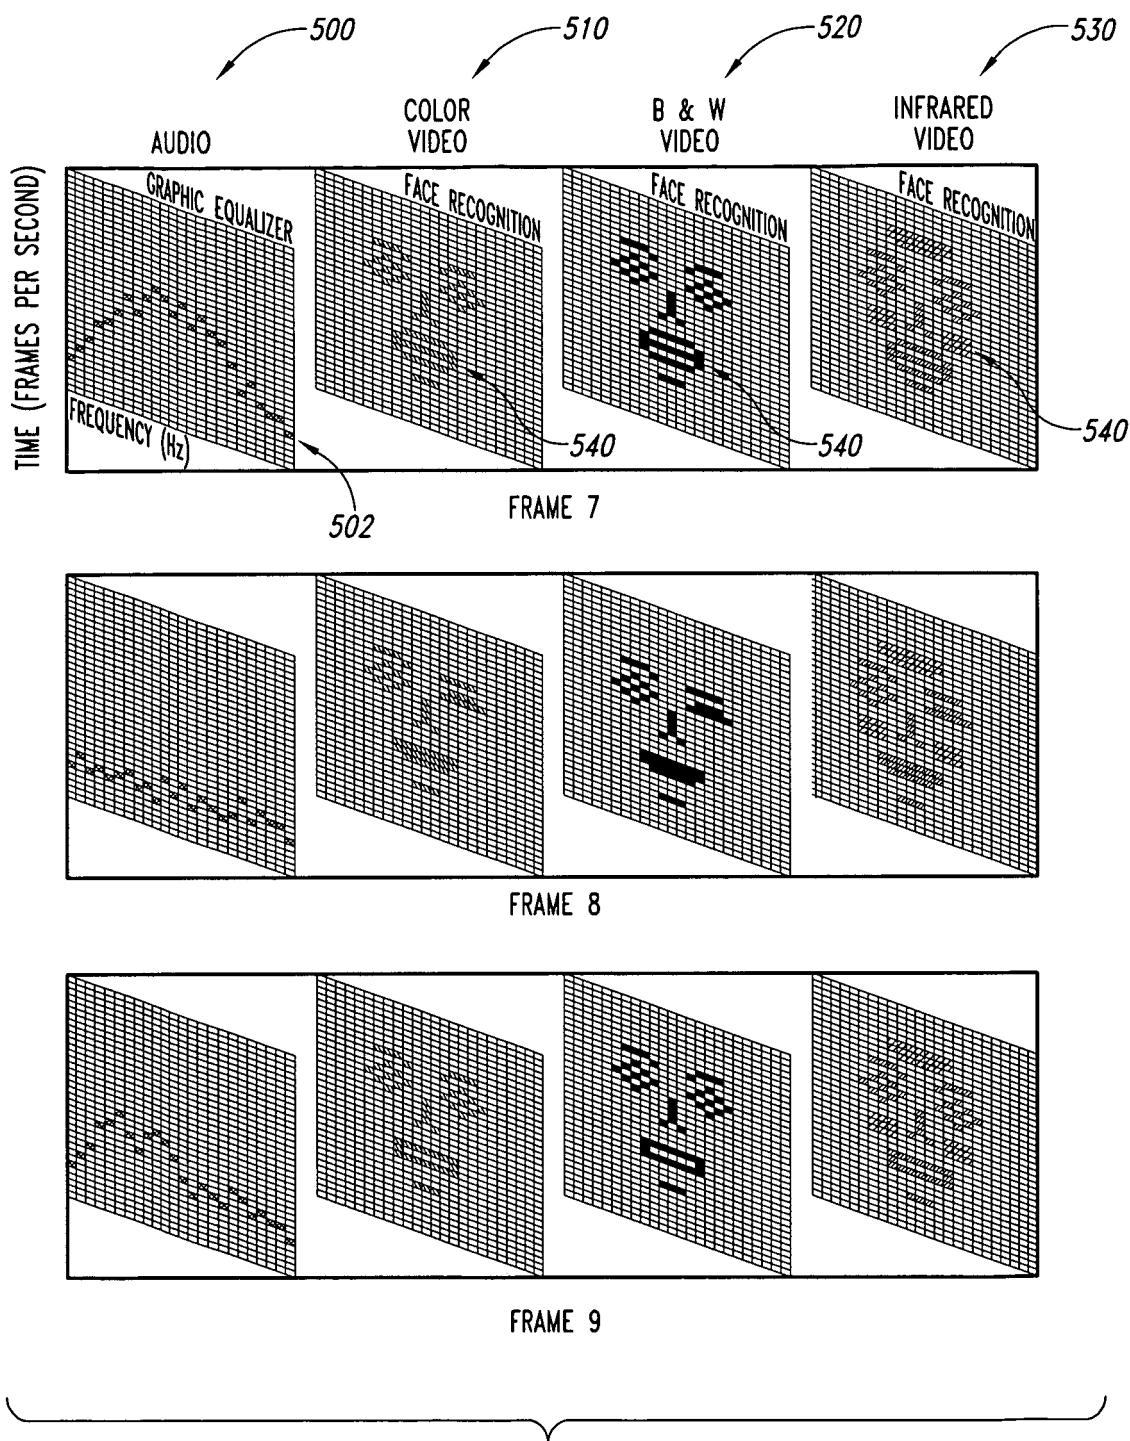 500
510
520
530
AUDIO
COLOR
VIDEO
B & W
VIDEO
INFRARED
VIDEO
TIME (FRAMES PER SECOND)
GRAPHIC EQUALIZER
FACE RECOGNITION
FACE RECOGNITION
FACE RECOGNITION
FREQUENCY (Hz)
502
540
540
540
FRAME 7
FRAME 8
FRAME 9